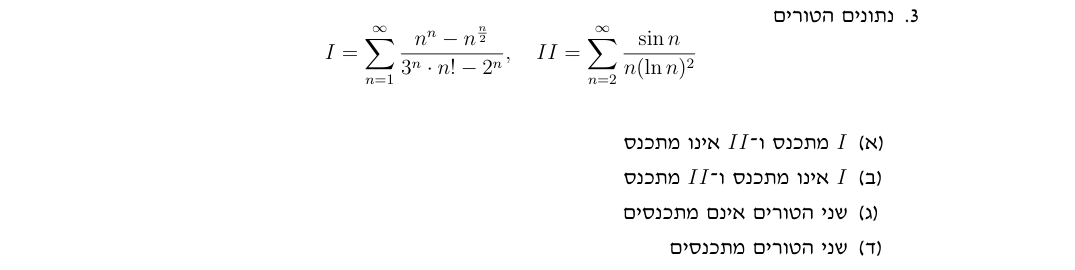 3. נתונים הטורים
$I = \sum_{n=1}^{\infty} \frac{n^n - n^{\frac{n}{2}}}{3^n \cdot n! - 2^n}, \quad II = \sum_{n=2}^{\infty} \frac{\sin n}{n(\ln n)^2}$
(א) $I$ מתכנס ו־$II$ אינו מתכנס
(ב) $I$ אינו מתכנס ו־$II$ מתכנס
(ג) שני הטורים אינם מתכנסים
(ד) שני הטורים מתכנסים